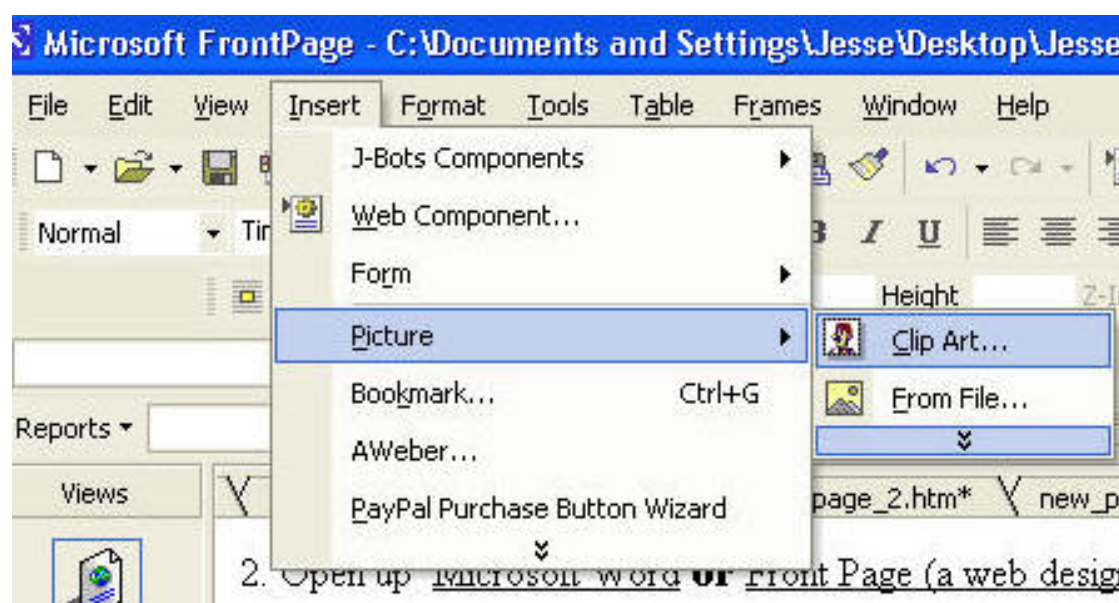 Microsoft FrontPage - C:\Documents and Settings\Jesse\Desktop\Jesse
File Edit View Insert Format Tools Table Frames Window Help
J-Bots Components
Normal
Web Component...
I U
Form
Height
Picture
Clip Art...
Bookmark... Ctrl+G
From File...
Reports
AWeber...
Views
PayPal Purchase Button Wizard
page_2.htm*
2. Open up Microsoft Word or Front Page (a web